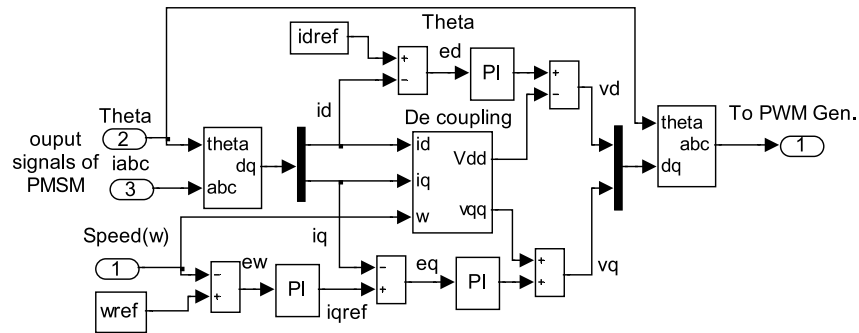 Theta
idref
+
−
ed
PI
+
−
vd
id
De coupling
Theta
2
ouput
signals of
PMSM
iabc
3
theta
dq
abc
id
iq
w
Vdd
vqq
theta
abc
dq
To PWM Gen.
1
Speed(w)
1
wref
−
+
ew
PI
iq
iqref
−
+
eq
PI
+
+
vq